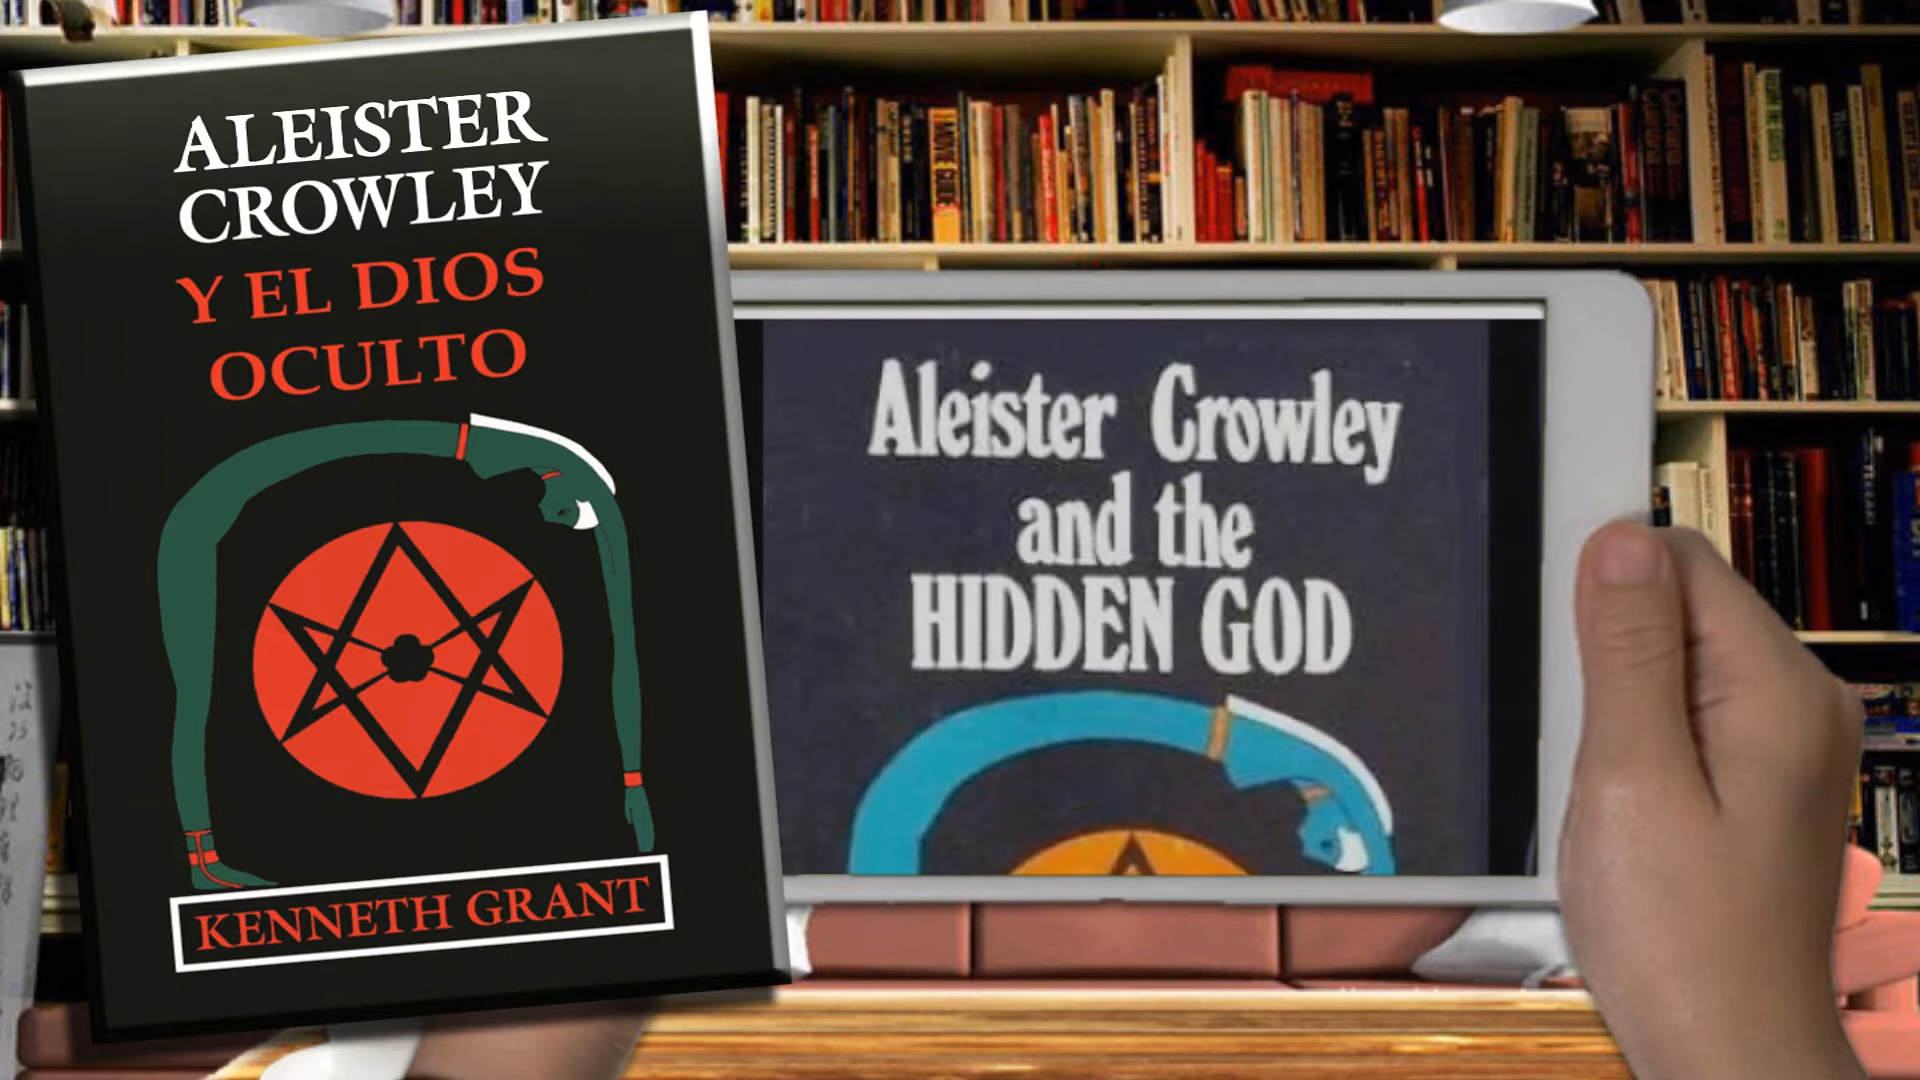 ALEISTER
CROWLEY
Y EL DIOS
OCULTO
KENNETH GRANT
Aleister Crowley
and the
HIDDEN GOD